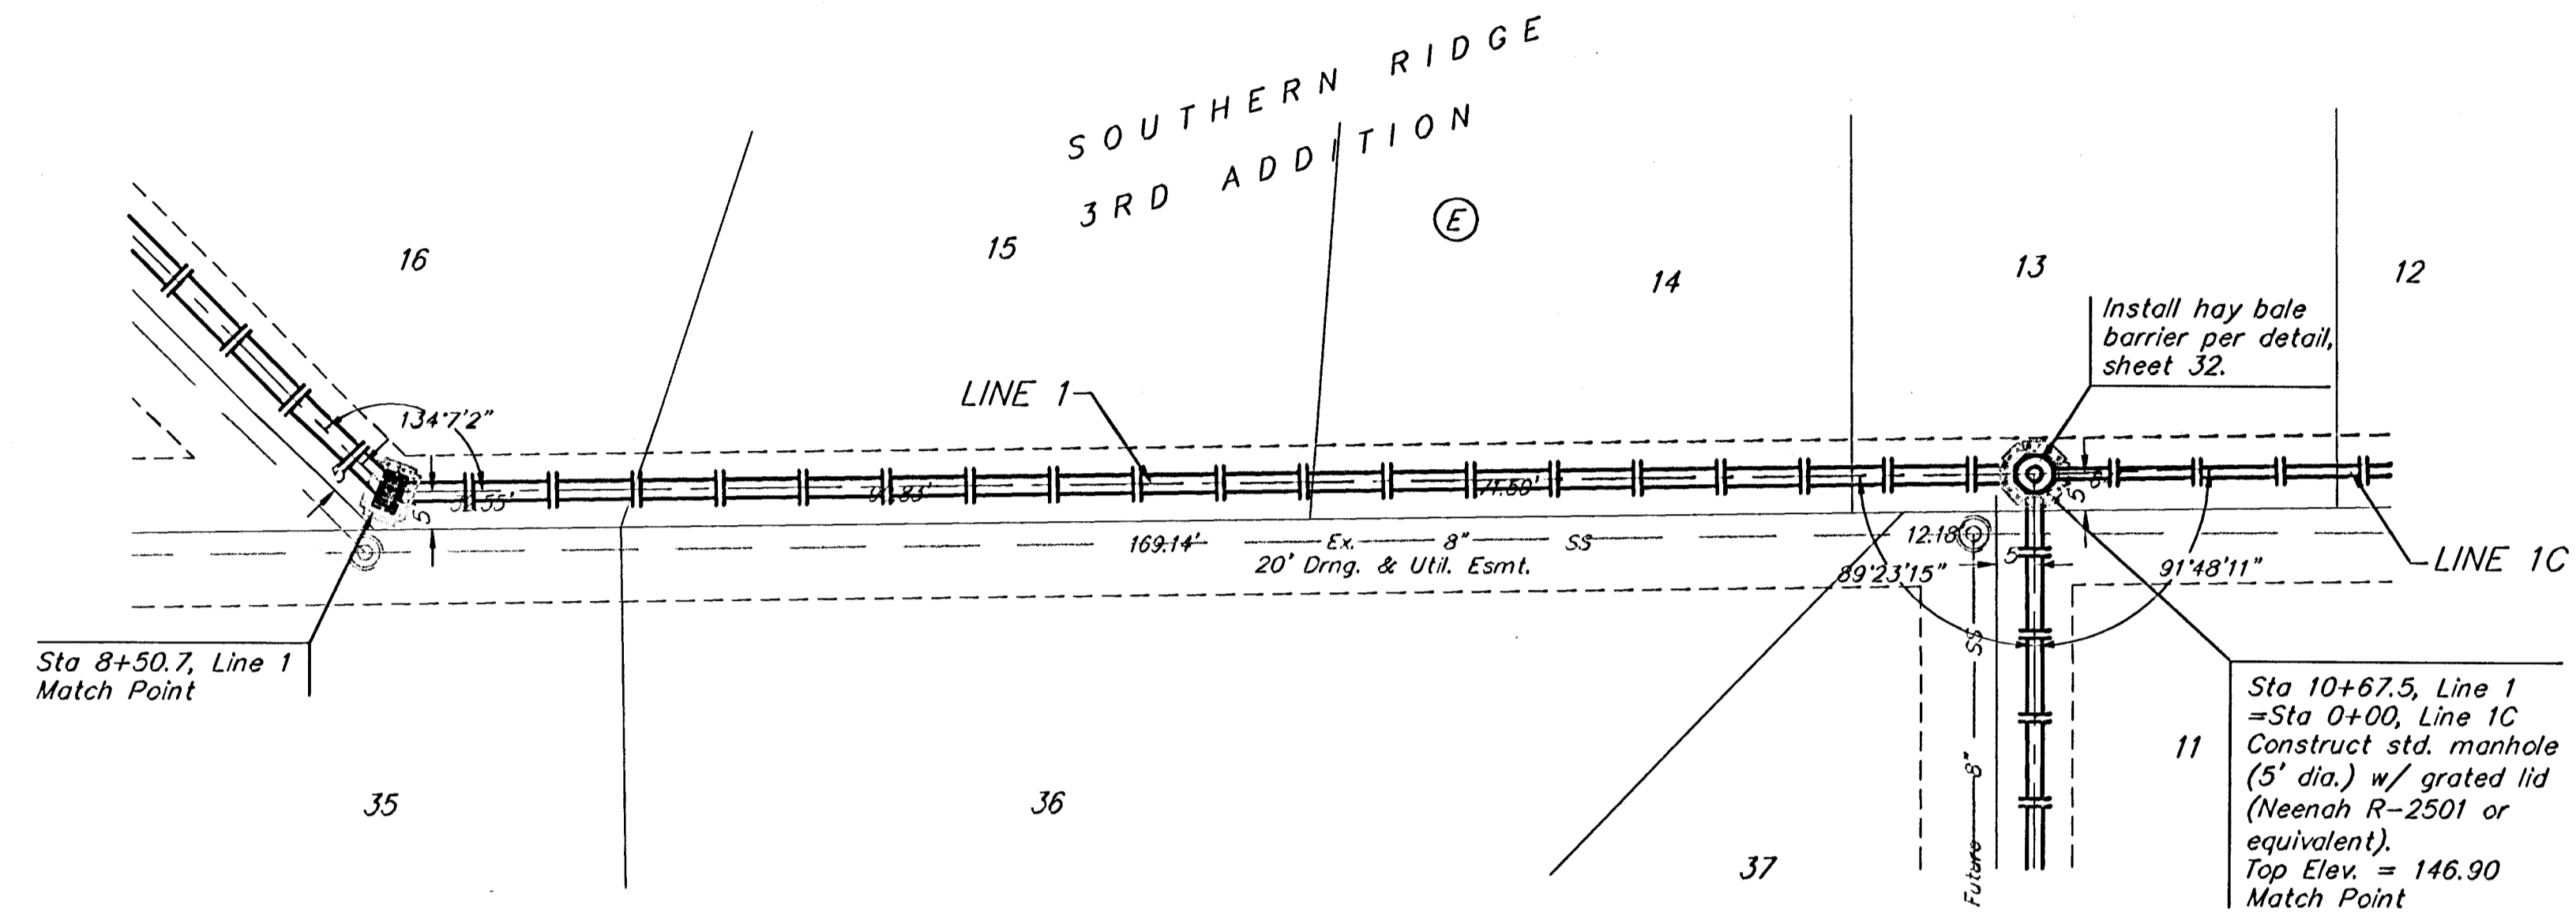 SOUTHERN RIDGE
3RD ADDITION
E
16
15
14
13
12
Install hay bale
barrier per detail,
sheet 32.
LINE 1
134°7'2"
5
5
169.14'
Ex. 8" SS
20' Drng. & Util. Esmt.
12.18'
5
5
89°23'15"
91°48'11"
LINE 1C
Sta 8+50.7, Line 1
Match Point
Sta 10+67.5, Line 1
=Sta 0+00, Line 1C
Construct std. manhole
(5' dia.) w/ grated lid
(Neenah R-2501 or
equivalent).
Top Elev. = 146.90
Match Point
Future 8" SS
11
35
36
37